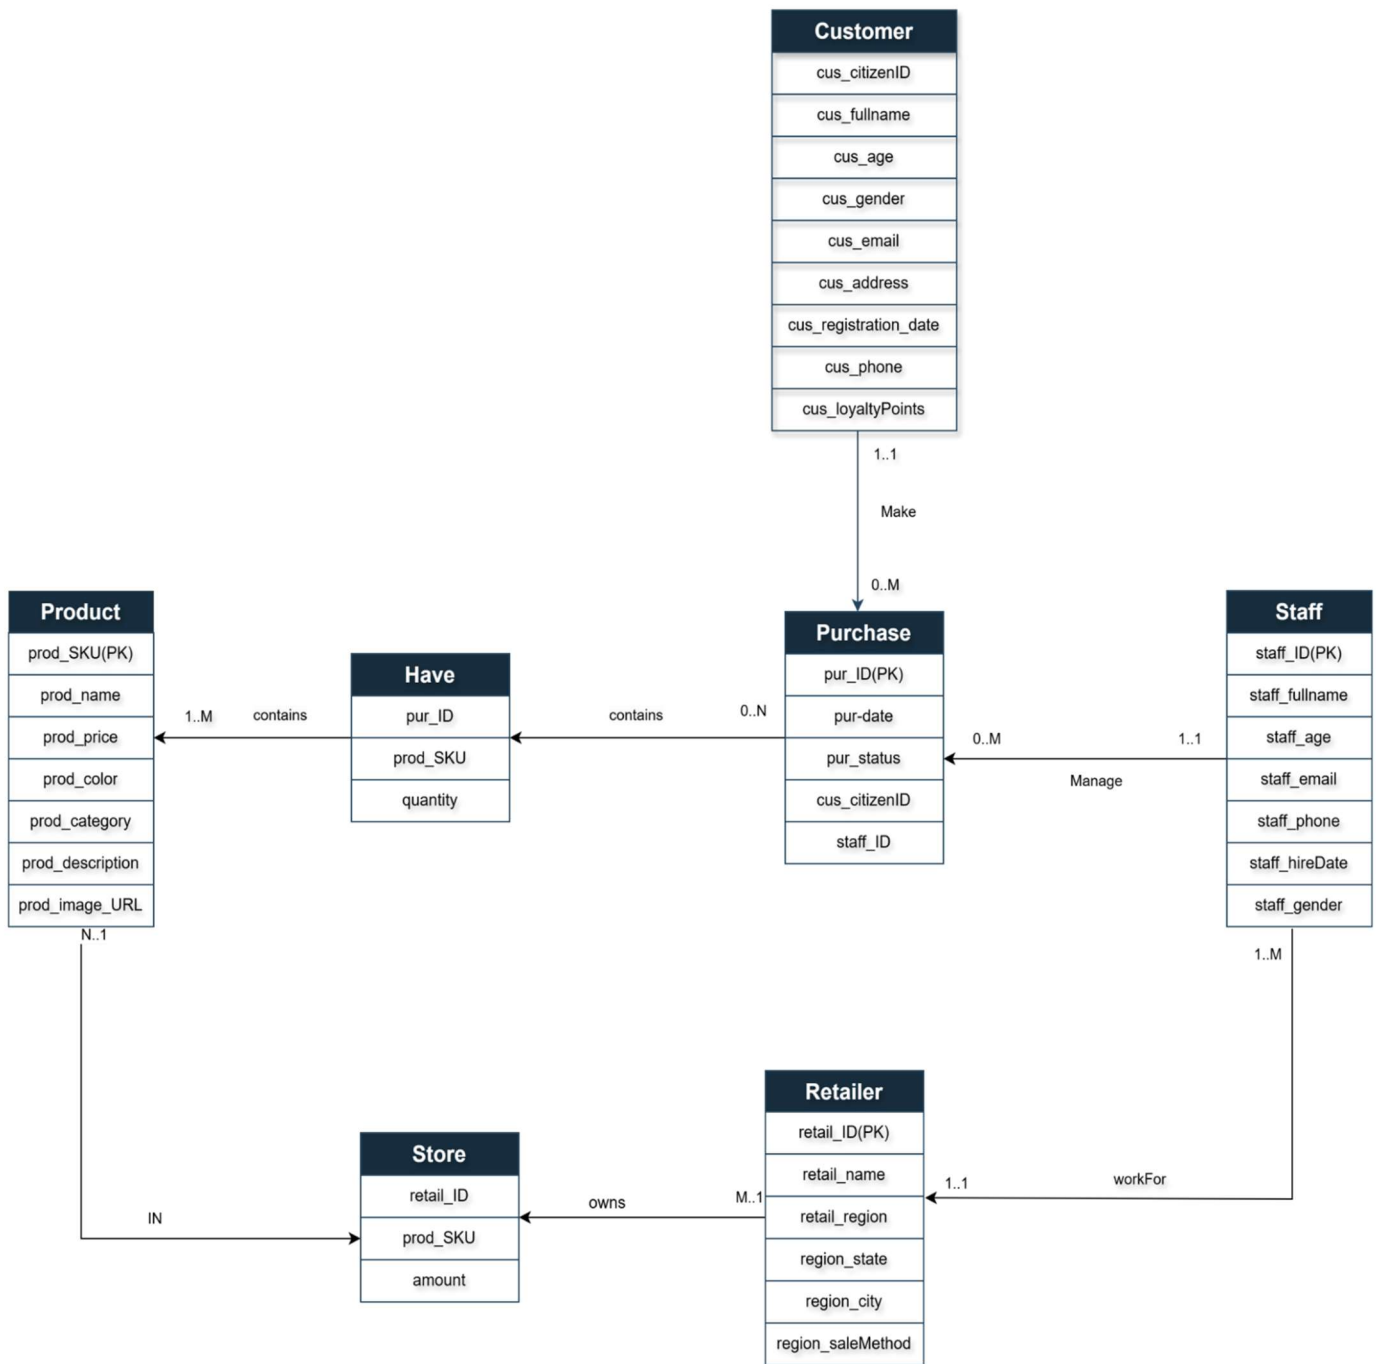 Customer
cus_citizenID
cus_fullname
cus_age
cus_gender
cus_email
cus_address
cus_registration_date
cus_phone
cus_loyaltyPoints
1..1
Make
0..M
Product
prod_SKU(PK)
prod_name
prod_price
prod_color
prod_category
prod_description
prod_image_URL
N..1
1..M
contains
Have
pur_ID
prod_SKU
quantity
contains
0..N
Purchase
pur_ID(PK)
pur-date
pur_status
cus_citizenID
staff_ID
0..M
1..1
Manage
Staff
staff_ID(PK)
staff_fullname
staff_age
staff_email
staff_phone
staff_hireDate
staff_gender
1..M
IN
Store
retail_ID
prod_SKU
amount
owns
M..1
Retailer
retail_ID(PK)
retail_name
retail_region
region_state
region_city
region_saleMethod
1..1
workFor